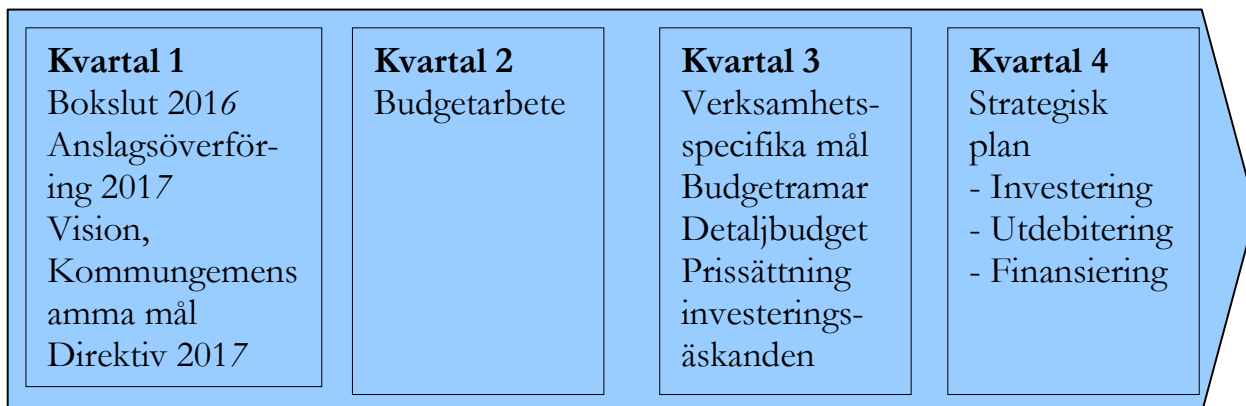 Kvartal 1
Bokslut 2016
Anslagsöverför-
ing 2017
Vision,
Kommungemens
amma mål
Direktiv 2017
Kvartal 2
Budgetarbete
Kvartal 3
Verksamhets-
specifika mål
Budgetramar
Detaljbudget
Prissättning
investerings-
äskanden
Kvartal 4
Strategisk
plan
- Investering
- Utdebitering
- Finansiering